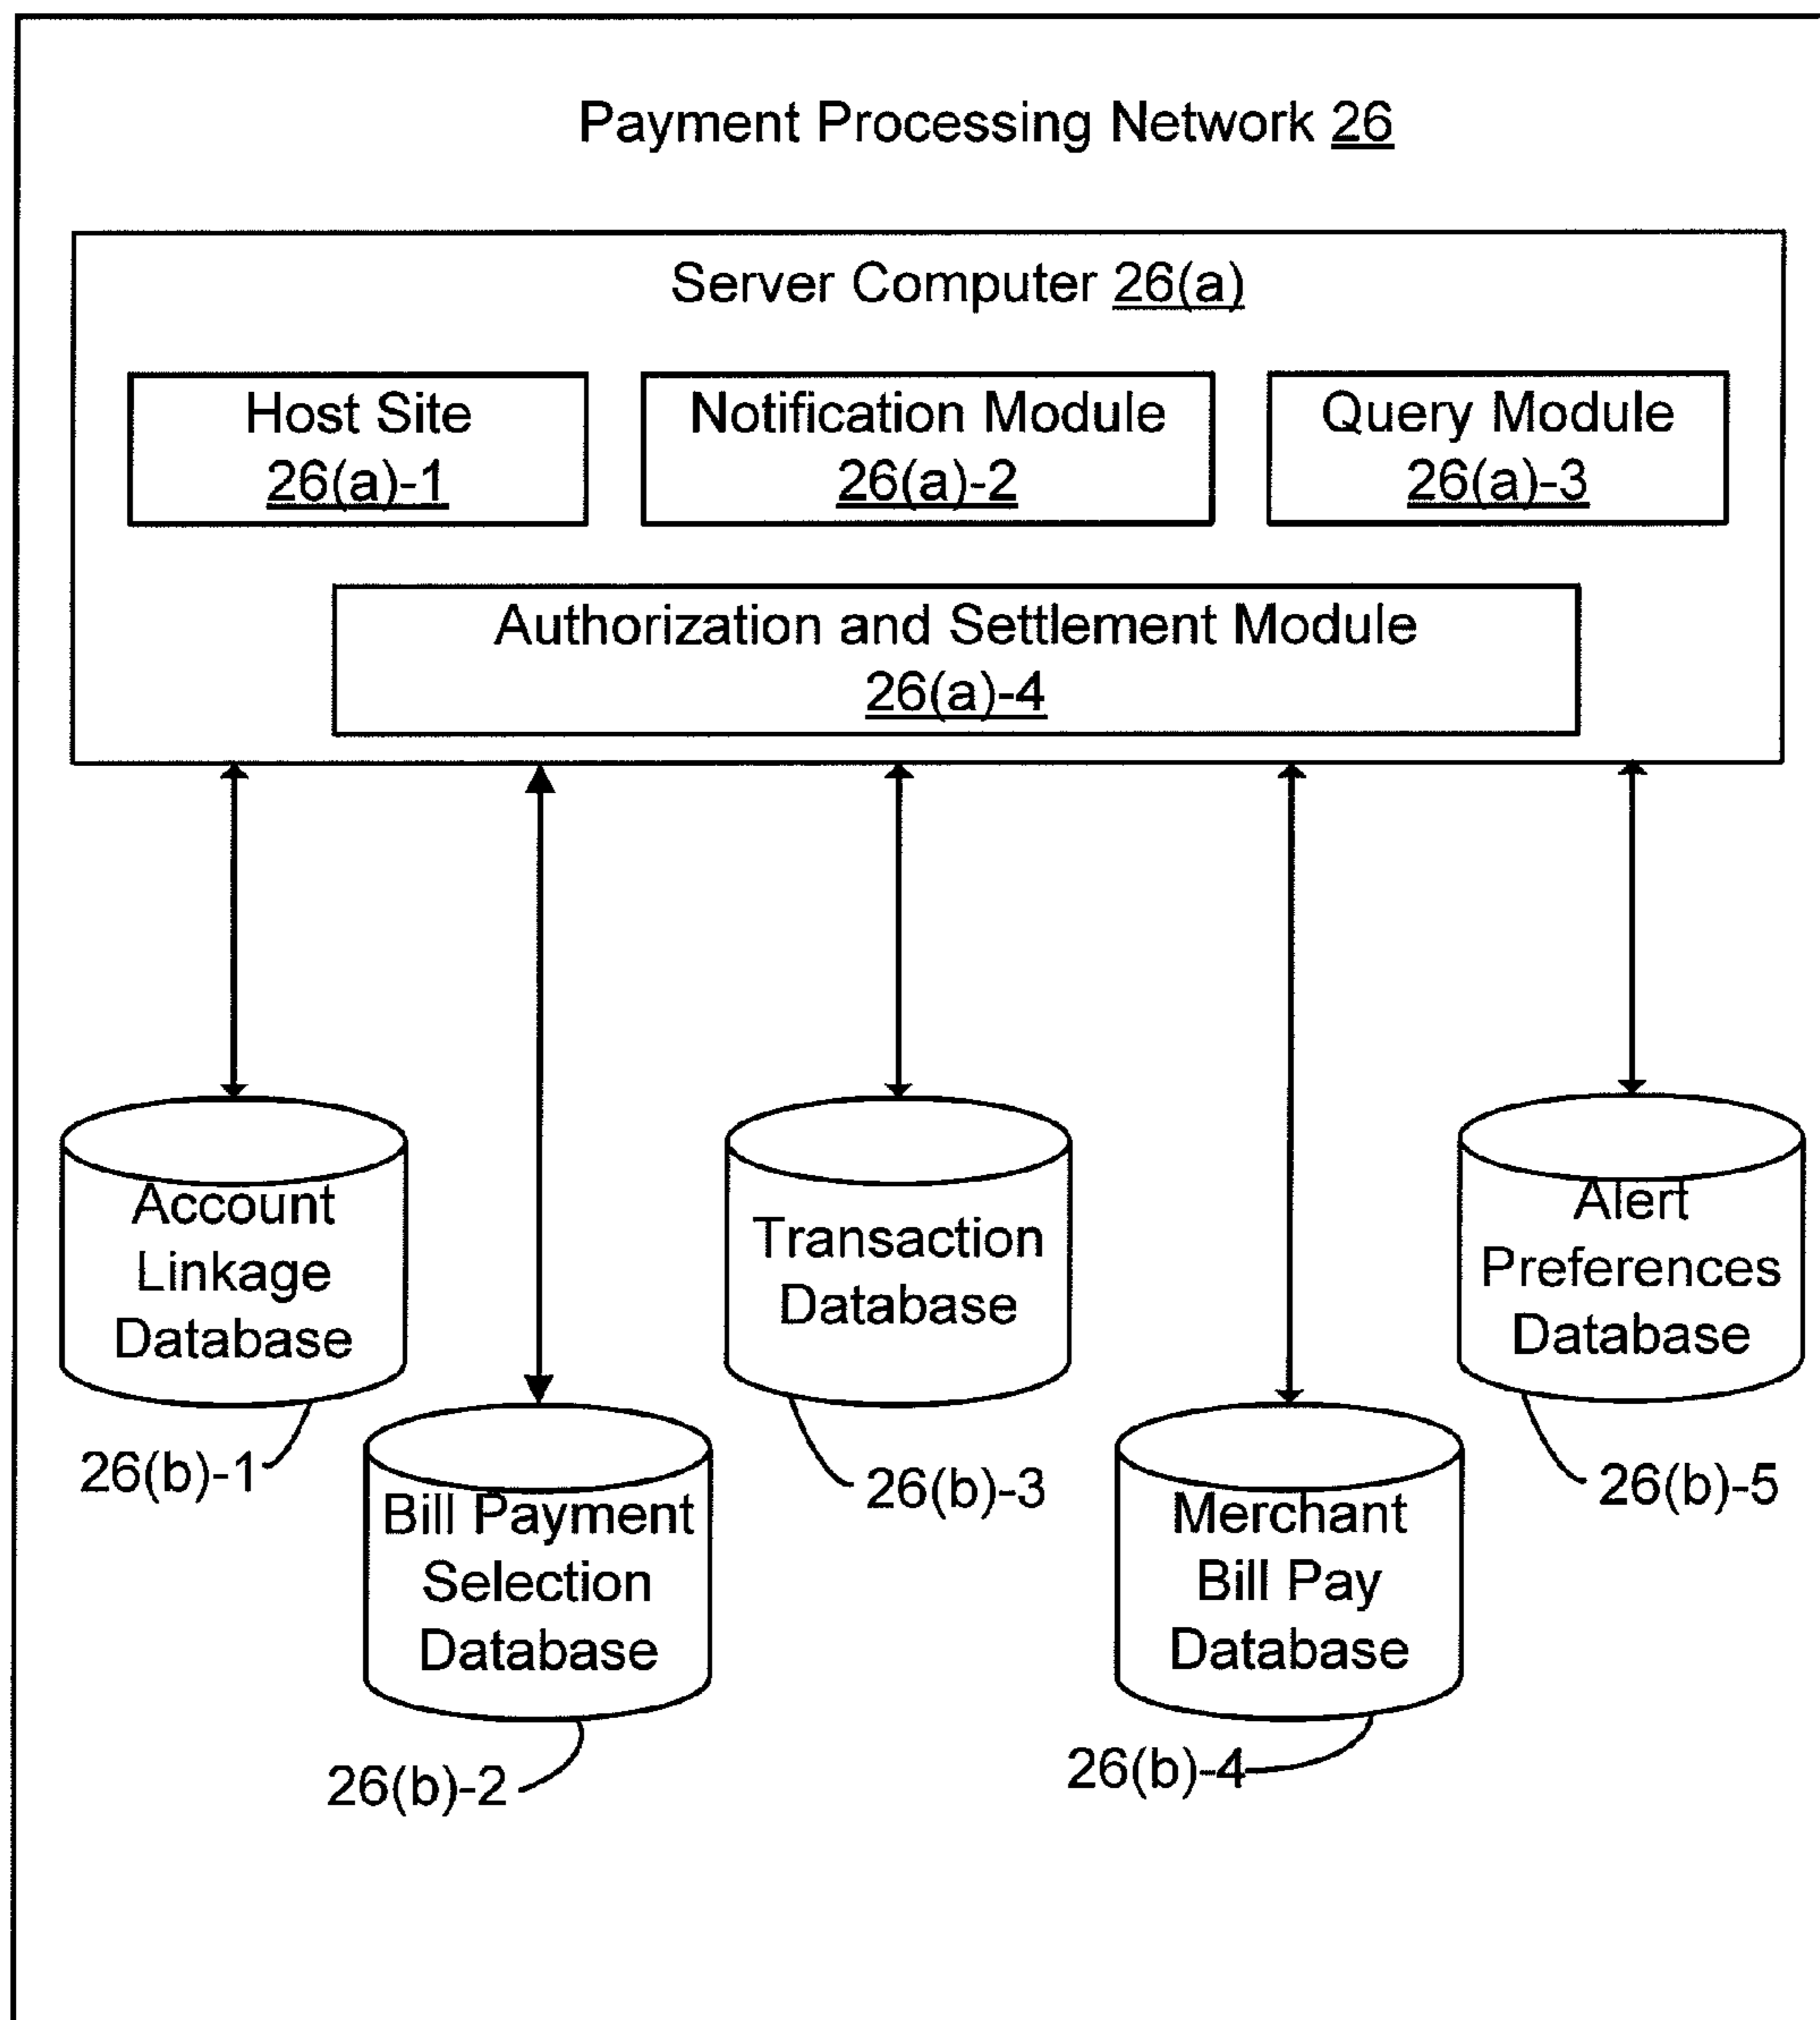 Payment Processing Network 26
Server Computer 26(a)
Host Site
26(a)-1
Notification Module
26(a)-2
Query Module
26(a)-3
Authorization and Settlement Module
26(a)-4
Account
Linkage
Database
26(b)-1
Bill Payment
Selection
Database
26(b)-2
Transaction
Database
26(b)-3
Merchant
Bill Pay
Database
26(b)-4
Alert
Preferences
Database
26(b)-5